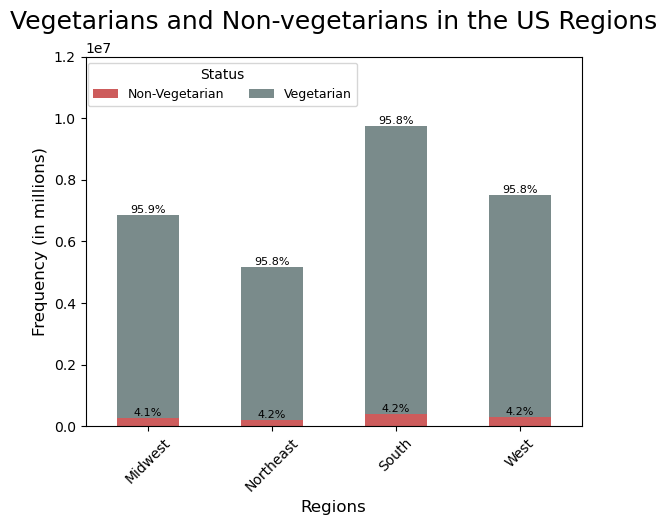 Vegetarians and Non-vegetarians in the US Regions
1e7
1.2
1.0
0.8
0.6
0.4
0.2
0.0
Frequency (in millions)
Status
Non-Vegetarian Vegetarian
95.9%
95.8%
95.8%
95.8%
4.1%
4.2%
4.2%
4.2%
Midwest
Northeast
South
West
Regions